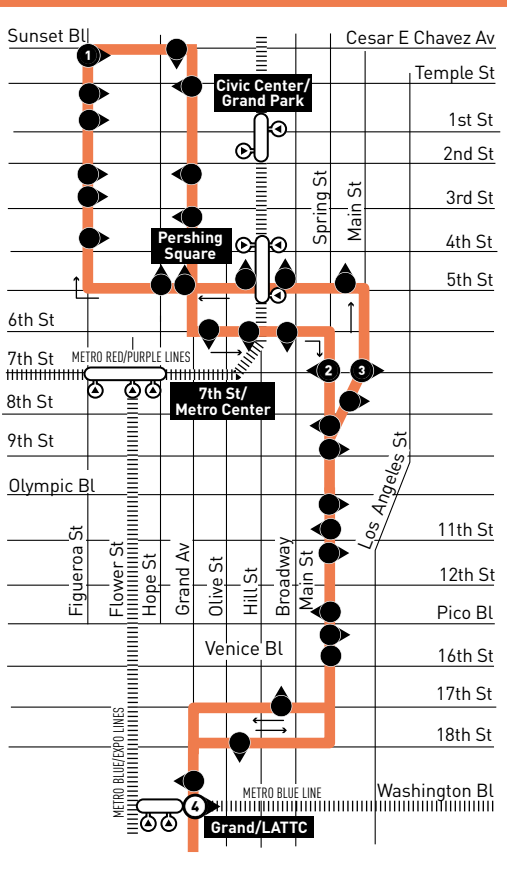 Sunset Bl
Cesar E Chavez Av
1
Temple St
Civic Center/
Grand Park
1st St
2nd St
3rd St
Spring St
Main St
4th St
Pershing
Square
5th St
6th St
7th St
METRO RED/PURPLE LINES
2
3
7th St/
Metro Center
8th St
9th St
Olympic Bl
Los Angeles St
11th St
Figueroa St
Flower St
Hope St
Grand Av
Olive St
Hill St
Broadway
Main St
12th St
Pico Bl
Venice Bl
16th St
17th St
18th St
METRO BLUE/EXPO LINES
METRO BLUE LINE
Washington Bl
4
Grand/LATTC